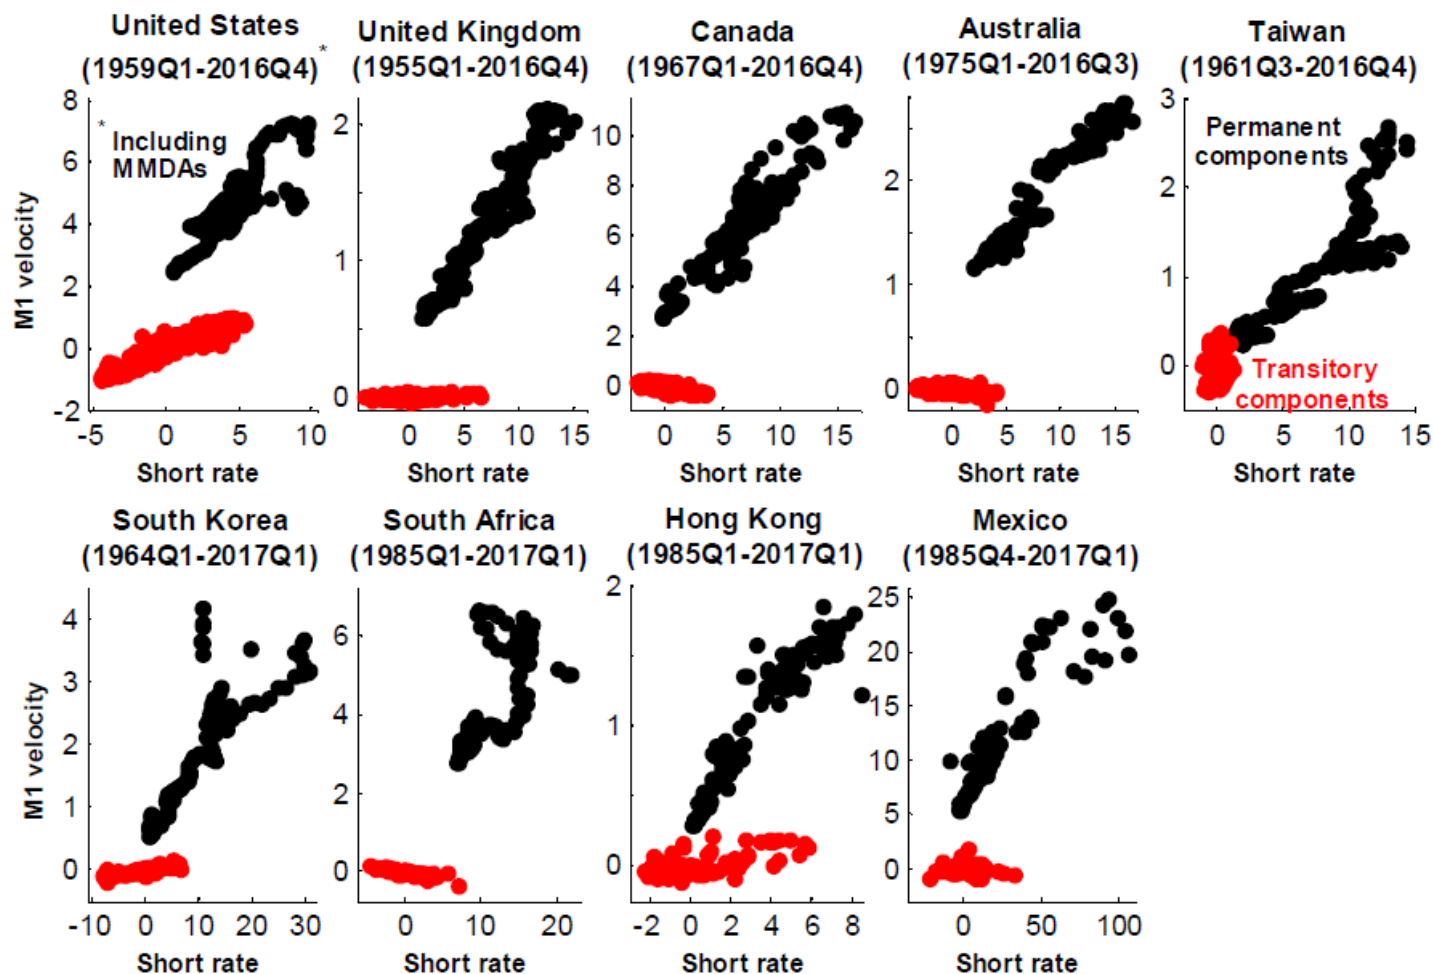 United States
(1959Q1-2016Q4)*
United Kingdom
(1955Q1-2016Q4)
Canada
(1967Q1-2016Q4)
Australia
(1975Q1-2016Q3)
Taiwan
(1961Q3-2016Q4)
M1 velocity
8
6
4
2
0
-2
* Including
MMDAs
-5 0 5 10
Short rate
2
1
0
0 5 10 15
Short rate
10
8
6
4
2
0
0 5 10 15
Short rate
2
1
0
0 5 10 15
Short rate
3
2
1
0
Permanent
components
Transitory
components
0 5 10 15
Short rate
South Korea
(1964Q1-2017Q1)
South Africa
(1985Q1-2017Q1)
Hong Kong
(1985Q1-2017Q1)
Mexico
(1985Q4-2017Q1)
M1 velocity
4
3
2
1
0
-10 0 10 20 30
Short rate
6
4
2
0
0 10 20
Short rate
2
1
0
-2 0 2 4 6 8
Short rate
25
20
15
10
5
0
0 50 100
Short rate